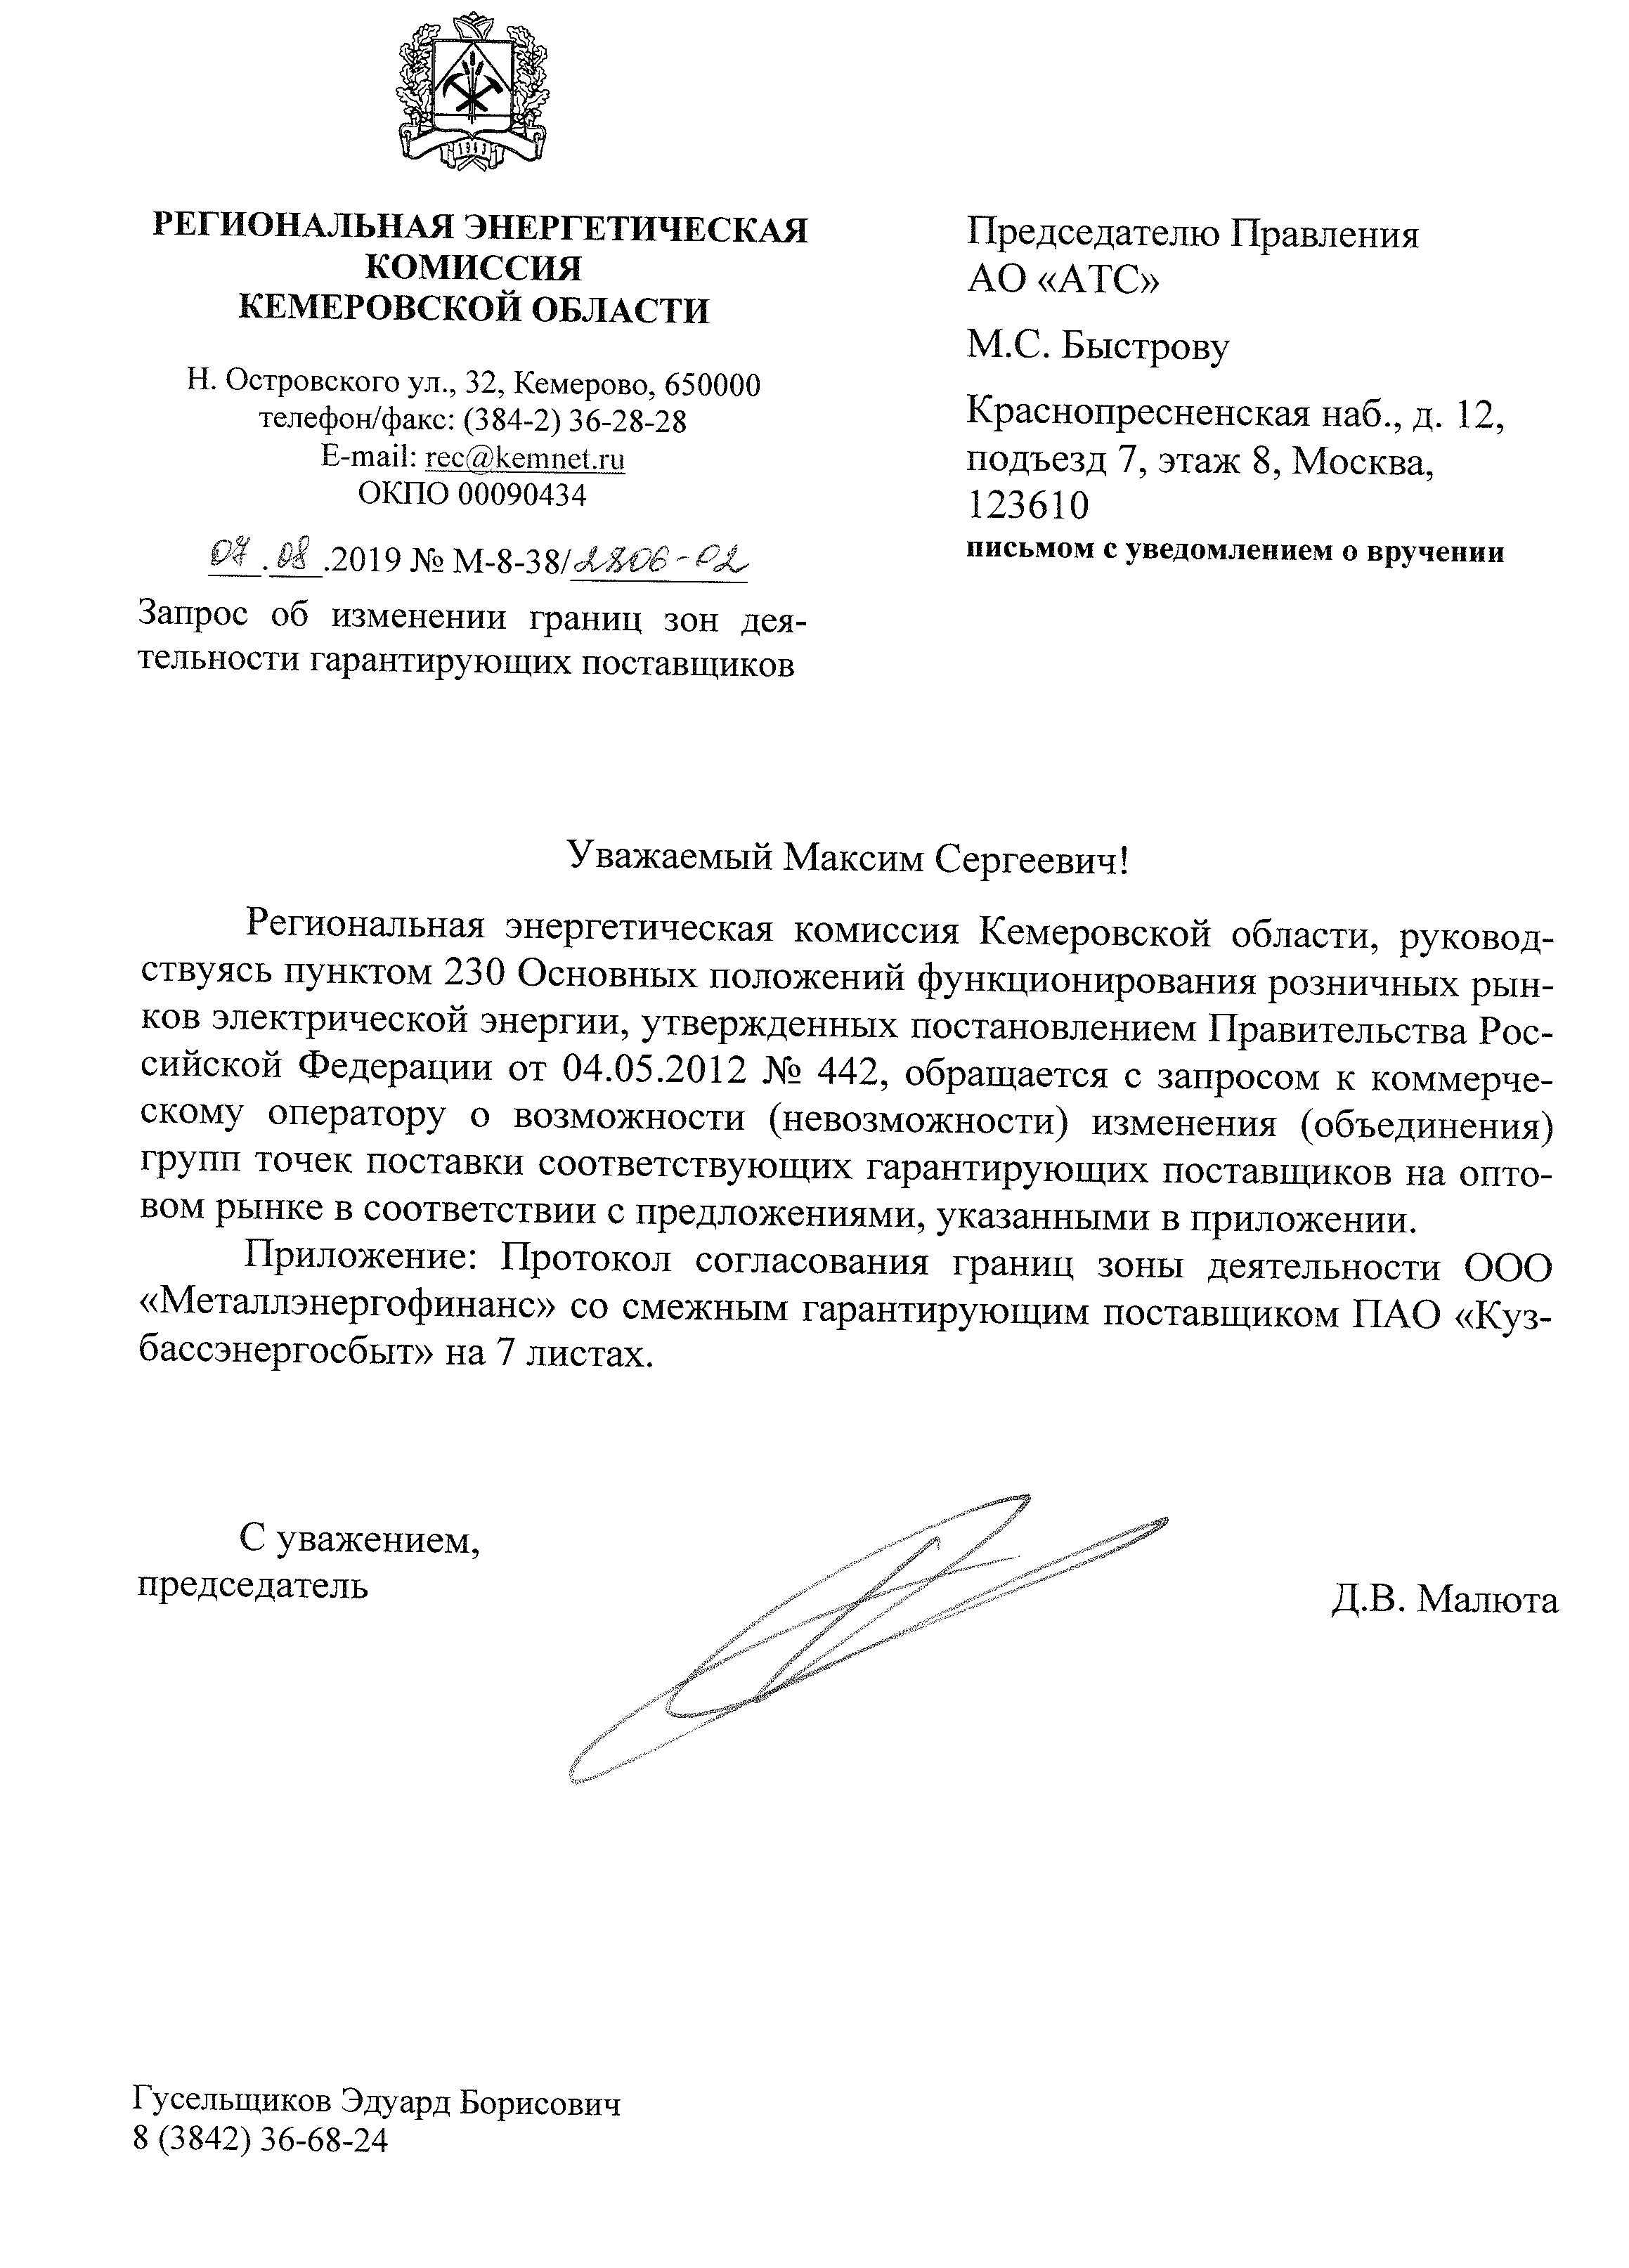 1943
РЕГИОНАЛЬНАЯ ЭНЕРГЕТИЧЕСКАЯ
КОМИССИЯ
КЕМЕРОВСКОЙ ОБЛАСТИ
Н. Островского ул., 32, Кемерово, 650000
телефон/факс: (384-2) 36-28-28
E-mail: rec@kemnet.ru
ОКПО 00090434
07.08.2019 № М-8-38/2806-02
Запрос об изменении границ зон дея-
тельности гарантирующих поставщиков
Председателю Правления
АО «АТС»
М.С. Быстрову
Краснопресненская наб., д. 12,
подъезд 7, этаж 8, Москва,
123610
письмом с уведомлением о вручении
Уважаемый Максим Сергеевич!
Региональная энергетическая комиссия Кемеровской области, руковод-
ствуясь пунктом 230 Основных положений функционирования розничных рын-
ков электрической энергии, утвержденных постановлением Правительства Рос-
сийской Федерации от 04.05.2012 № 442, обращается с запросом к коммерче-
скому оператору о возможности (невозможности) изменения (объединения)
групп точек поставки соответствующих гарантирующих поставщиков на опто-
вом рынке в соответствии с предложениями, указанными в приложении.
Приложение: Протокол согласования границ зоны деятельности ООО
«Металлэнергофинанс» со смежным гарантирующим поставщиком ПАО «Куз-
бассэнергосбыт» на 7 листах.
С уважением,
председатель
Д.В. Малюта
Гусельщиков Эдуард Борисович
8 (3842) 36-68-24